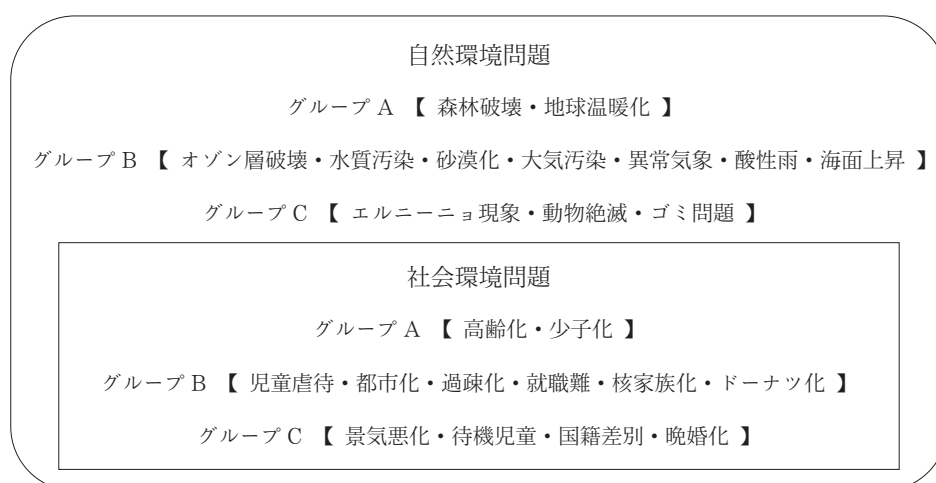 自然環境問題
グループ A 【 森林破壊・地球温暖化 】
グループ B 【 オゾン層破壊・水質汚染・砂漠化・大気汚染・異常気象・酸性雨・海面上昇 】
グループ C 【 エルニーニョ現象・動物絶滅・ゴミ問題 】
社会環境問題
グループ A 【 高齢化・少子化 】
グループ B 【 児童虐待・都市化・過疎化・就職難・核家族化・ドーナツ化 】
グループ C 【 景気悪化・待機児童・国籍差別・晩婚化 】